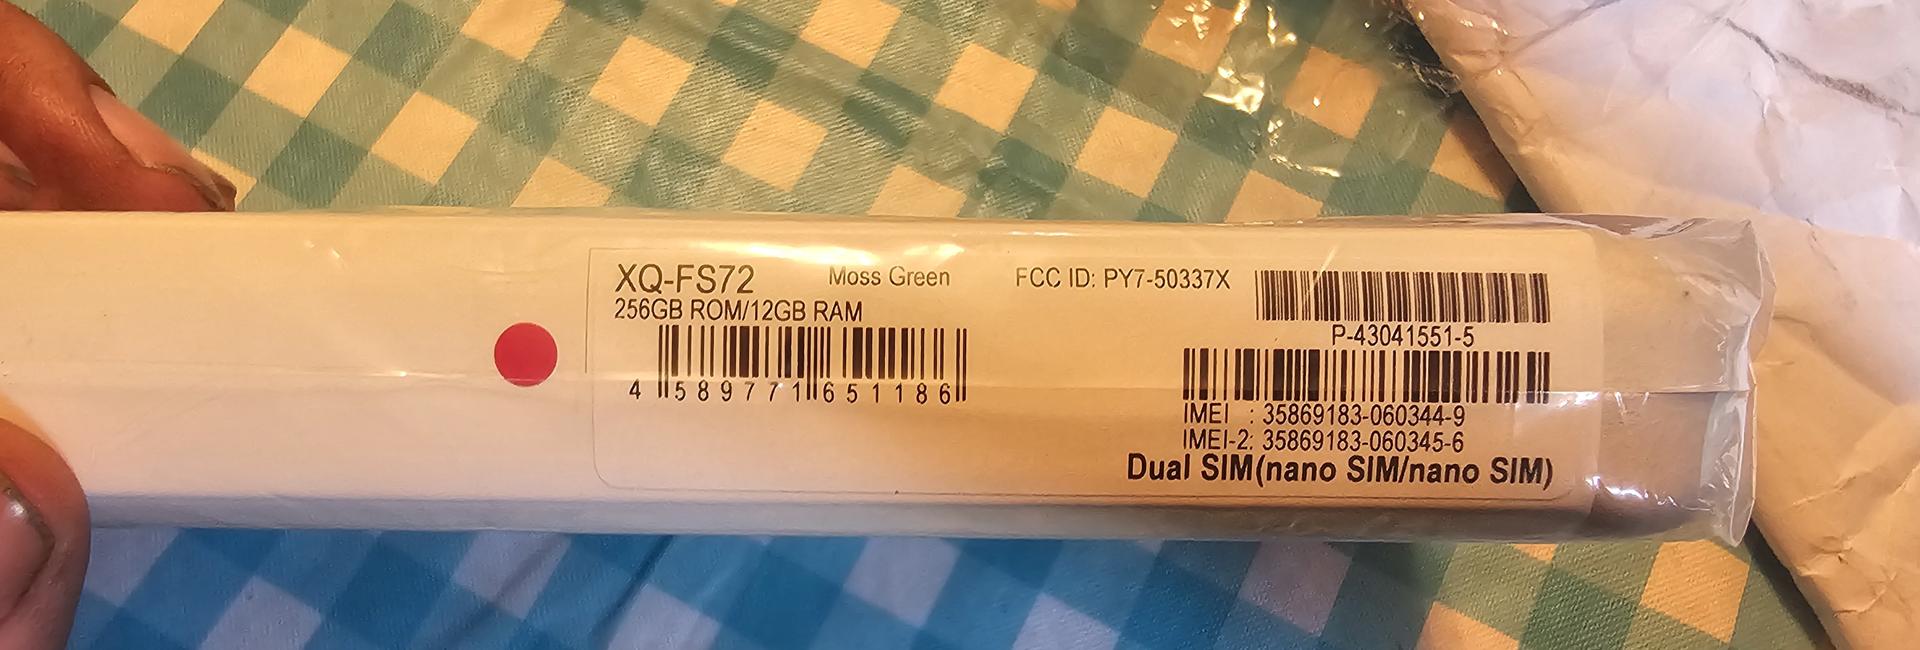 XQ-FS72 Moss Green FCC ID: PY7-50337X
256GB ROM/12GB RAM
4 589771 651186
P-43041551-5
IMEI : 35869183-060344-9
IMEI-2: 35869183-060345-6
Dual SIM(nano SIM/nano SIM)